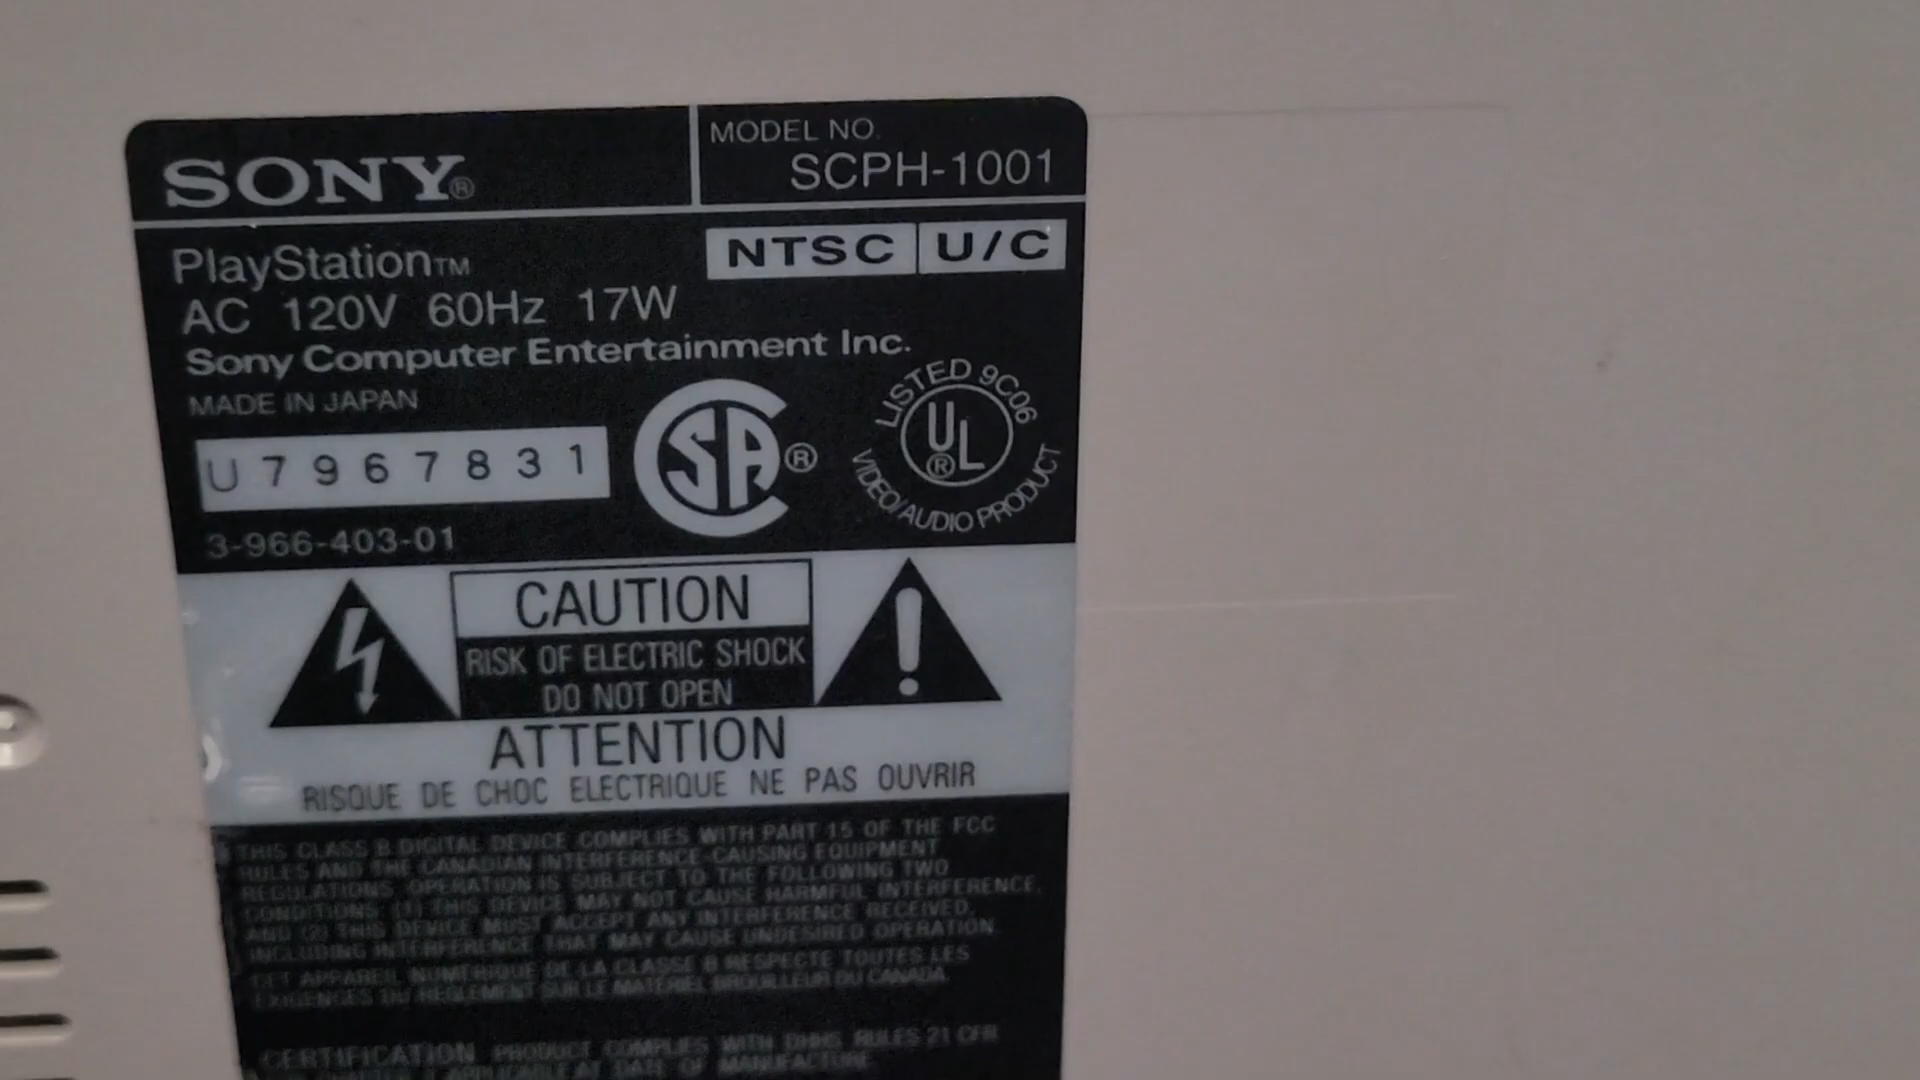 SONY®
MODEL NO.
SCPH-1001
PlayStation™
NTSC U/C
AC 120V 60Hz 17W
Sony Computer Entertainment Inc.
MADE IN JAPAN
U7967831
3-966-403-01
SA®
LISTED 9C06
UL®
VIDEO/AUDIO PRODUCT
CAUTION
RISK OF ELECTRIC SHOCK
DO NOT OPEN
ATTENTION
RISQUE DE CHOC ELECTRIQUE NE PAS OUVRIR
THIS CLASS B DIGITAL DEVICE COMPLIES WITH PART 15 OF THE FCC
RULES AND THE CANADIAN INTERFERENCE-CAUSING EQUIPMENT
REGULATIONS. OPERATION IS SUBJECT TO THE FOLLOWING TWO
CONDITIONS: (1) THIS DEVICE MAY NOT CAUSE HARMFUL INTERFERENCE,
AND (2) THIS DEVICE MUST ACCEPT ANY INTERFERENCE RECEIVED,
INCLUDING INTERFERENCE THAT MAY CAUSE UNDESIRED OPERATION.
CET APPAREIL NUMERIQUE DE LA CLASSE B RESPECTE TOUTES LES
EXIGENCES DU REGLEMENT SUR LE MATERIEL BROUILLEUR DU CANADA.
CERTIFICATION PRODUCT COMPLIES WITH DHHS RULES 21 CFR
APPLICABLE AT DATE OF MANUFACTURE